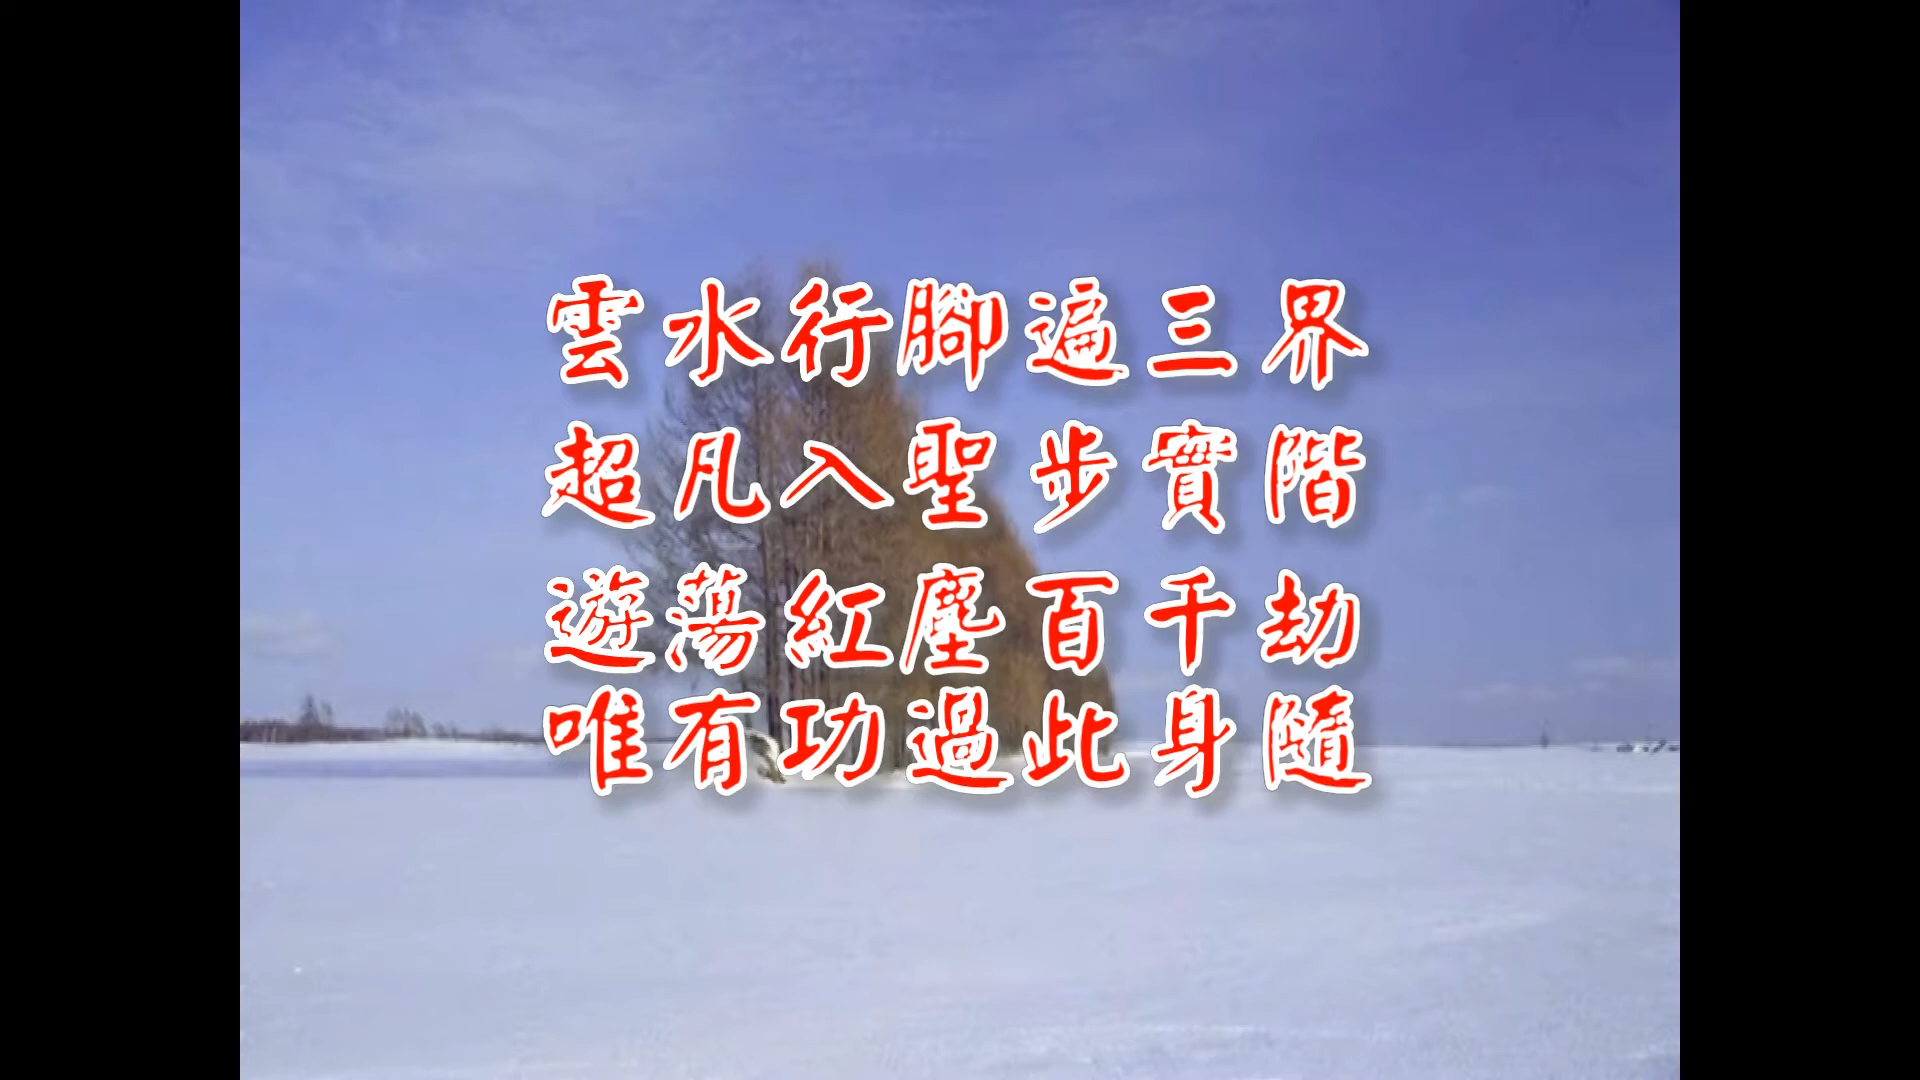 雲水行腳遍三界
超凡入聖步實階
遊蕩紅塵百千劫
唯有功過此身隨